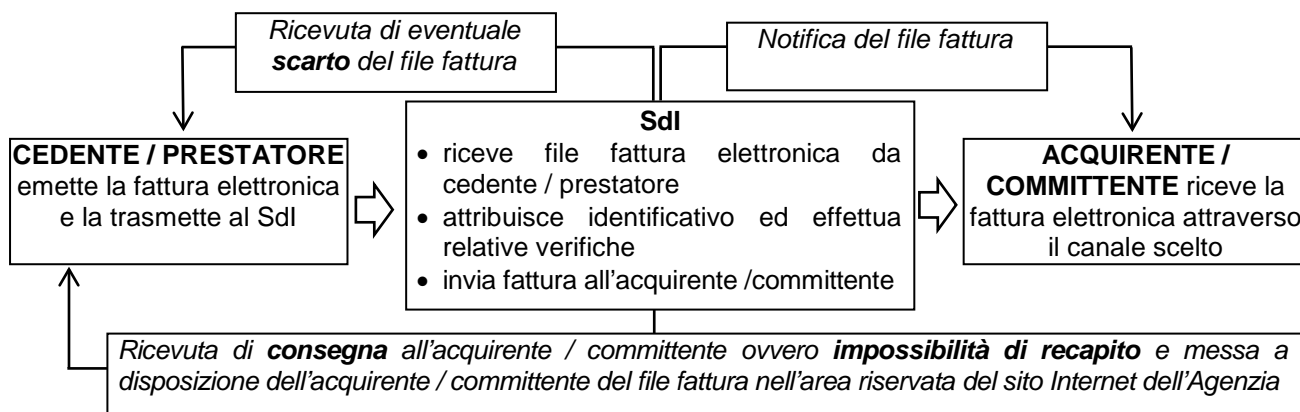 Ricevuta di eventuale
scarto del file fattura
Notifica del file fattura
CEDENTE / PRESTATORE
emette la fattura elettronica
e la trasmette al SdI
SdI
• riceve file fattura elettronica da
cedente / prestatore
• attribuisce identificativo ed effettua
relative verifiche
• invia fattura all’acquirente /committente
ACQUIRENTE /
COMMITTENTE riceve la
fattura elettronica attraverso
il canale scelto
Ricevuta di consegna all’acquirente / committente ovvero impossibilità di recapito e messa a
disposizione dell’acquirente / committente del file fattura nell’area riservata del sito Internet dell’Agenzia